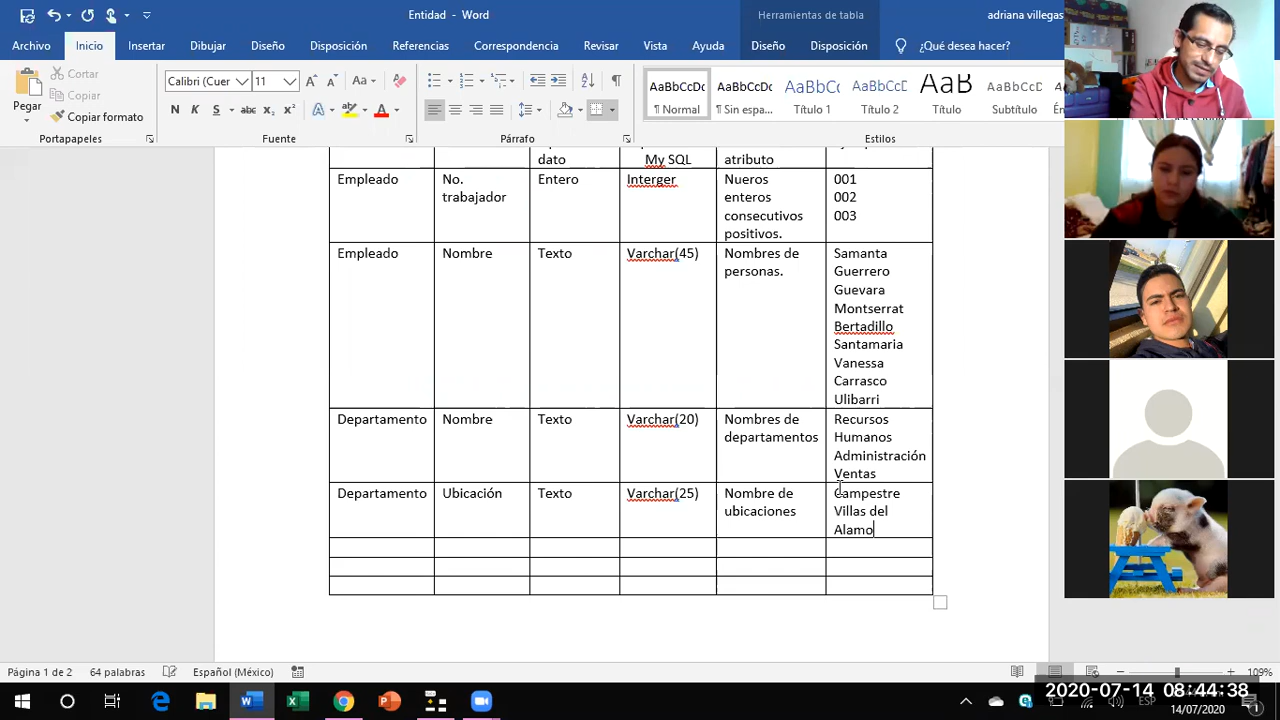 Entidad - Word
Herramientas de tabla
adriana villegas
Archivo Inicio Insertar Dibujar Diseño Disposición Referencias Correspondencia Revisar Vista Ayuda Diseño Disposición ¿Qué desea hacer?
Pegar
Cortar
Copiar
Copiar formato
Portapapeles
Calibri (Cuer 11
Fuente
Párrafo
AaBbCcDc AaBbCcDc AaBbCc AaBbCcD AaB AaBbCcD
¶ Normal ¶ Sin espa... Título 1 Título 2 Título Subtítulo
Estilos
dato My SQL atributo
Empleado No. trabajador Entero Interger Nueros enteros consecutivos positivos. 001 002 003
Empleado Nombre Texto Varchar(45) Nombres de personas. Samanta Guerrero Guevara Montserrat Bertadillo Santamaria Vanessa Carrasco Ulibarri
Departamento Nombre Texto Varchar(20) Nombres de departamentos Recursos Humanos Administración Ventas
Departamento Ubicación Texto Varchar(25) Nombre de ubicaciones Campestre Villas del Alamo
Página 1 de 2 64 palabras Español (México) 109%
2020-07-14 08:44:38
ESP
14/07/2020